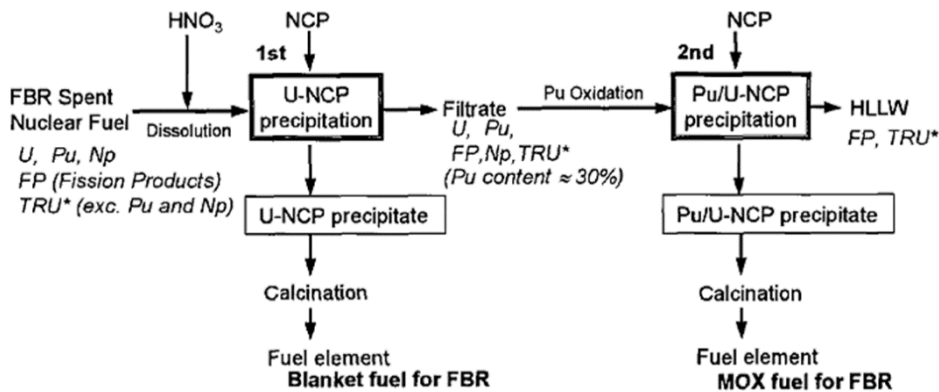 HNO₃
NCP
NCP
1st
2nd
FBR Spent
Nuclear Fuel
Dissolution
U-NCP
precipitation
Filtrate
Pu Oxidation
Pu/U-NCP
precipitation
HLLW
U, Pu, Np
FP (Fission Products)
TRU* (exc. Pu and Np)
U, Pu,
FP,Np,TRU*
(Pu content ≈ 30%)
FP, TRU*
U-NCP precipitate
Pu/U-NCP precipitate
Calcination
Calcination
Fuel element
Blanket fuel for FBR
Fuel element
MOX fuel for FBR